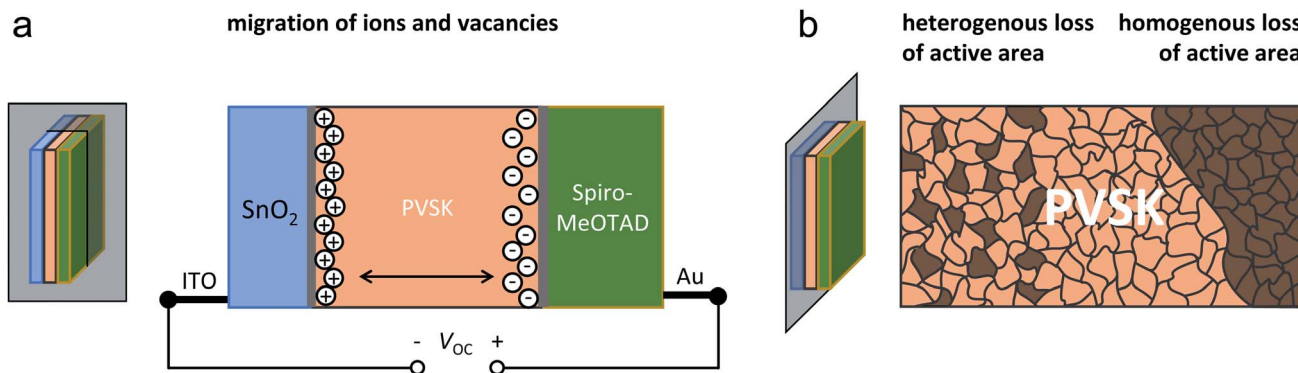 a
migration of ions and vacancies
SnO2
PVSK
Spiro-
MeOTAD
ITO
Au
- VOC +
b
heterogenous loss
of active area
homogenous loss
of active area
PVSK